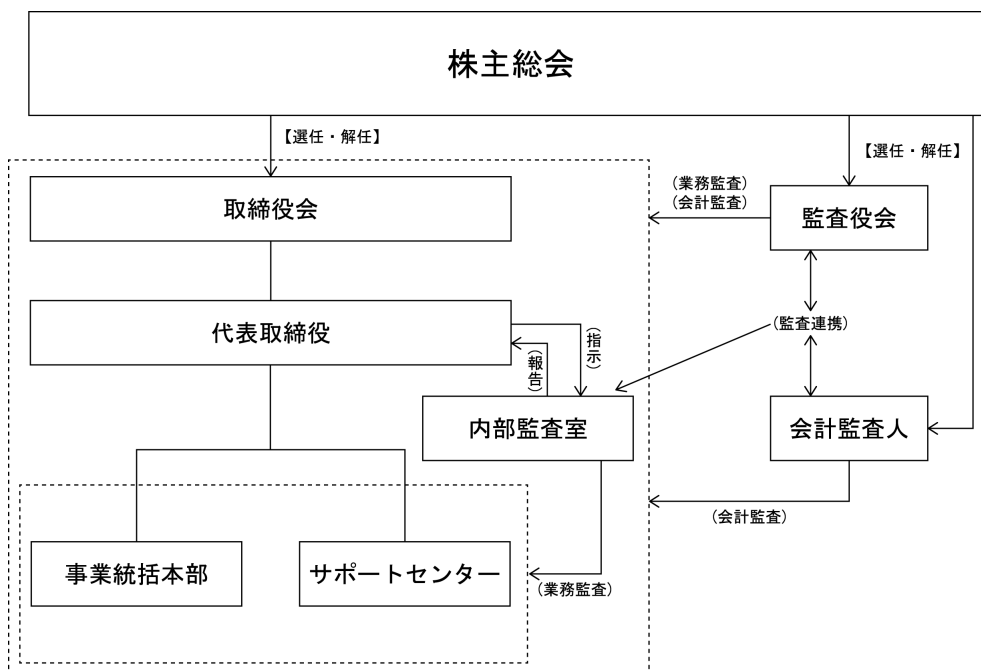 株主総会
【選任・解任】
【選任・解任】
取締役会
(業務監査)
(会計監査)
監査役会
代表取締役
(指示)
(報告)
(監査連携)
内部監査室
会計監査人
(会計監査)
事業統括本部
サポートセンター
(業務監査)